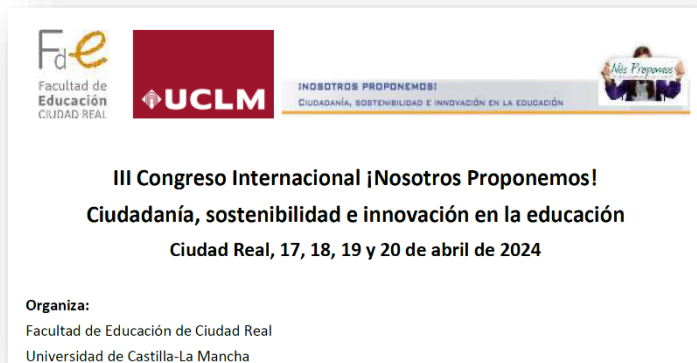 Fde
Facultad de
Educación
CIUDAD REAL
UCLM
¡NOSOTROS PROPONEMOS!
CIUDADANÍA, SOSTENIBILIDAD E INNOVACIÓN EN LA EDUCACIÓN
Nós Propomos
III Congreso Internacional ¡Nosotros Proponemos!
Ciudadanía, sostenibilidad e innovación en la educación
Ciudad Real, 17, 18, 19 y 20 de abril de 2024
Organiza:
Facultad de Educación de Ciudad Real
Universidad de Castilla-La Mancha